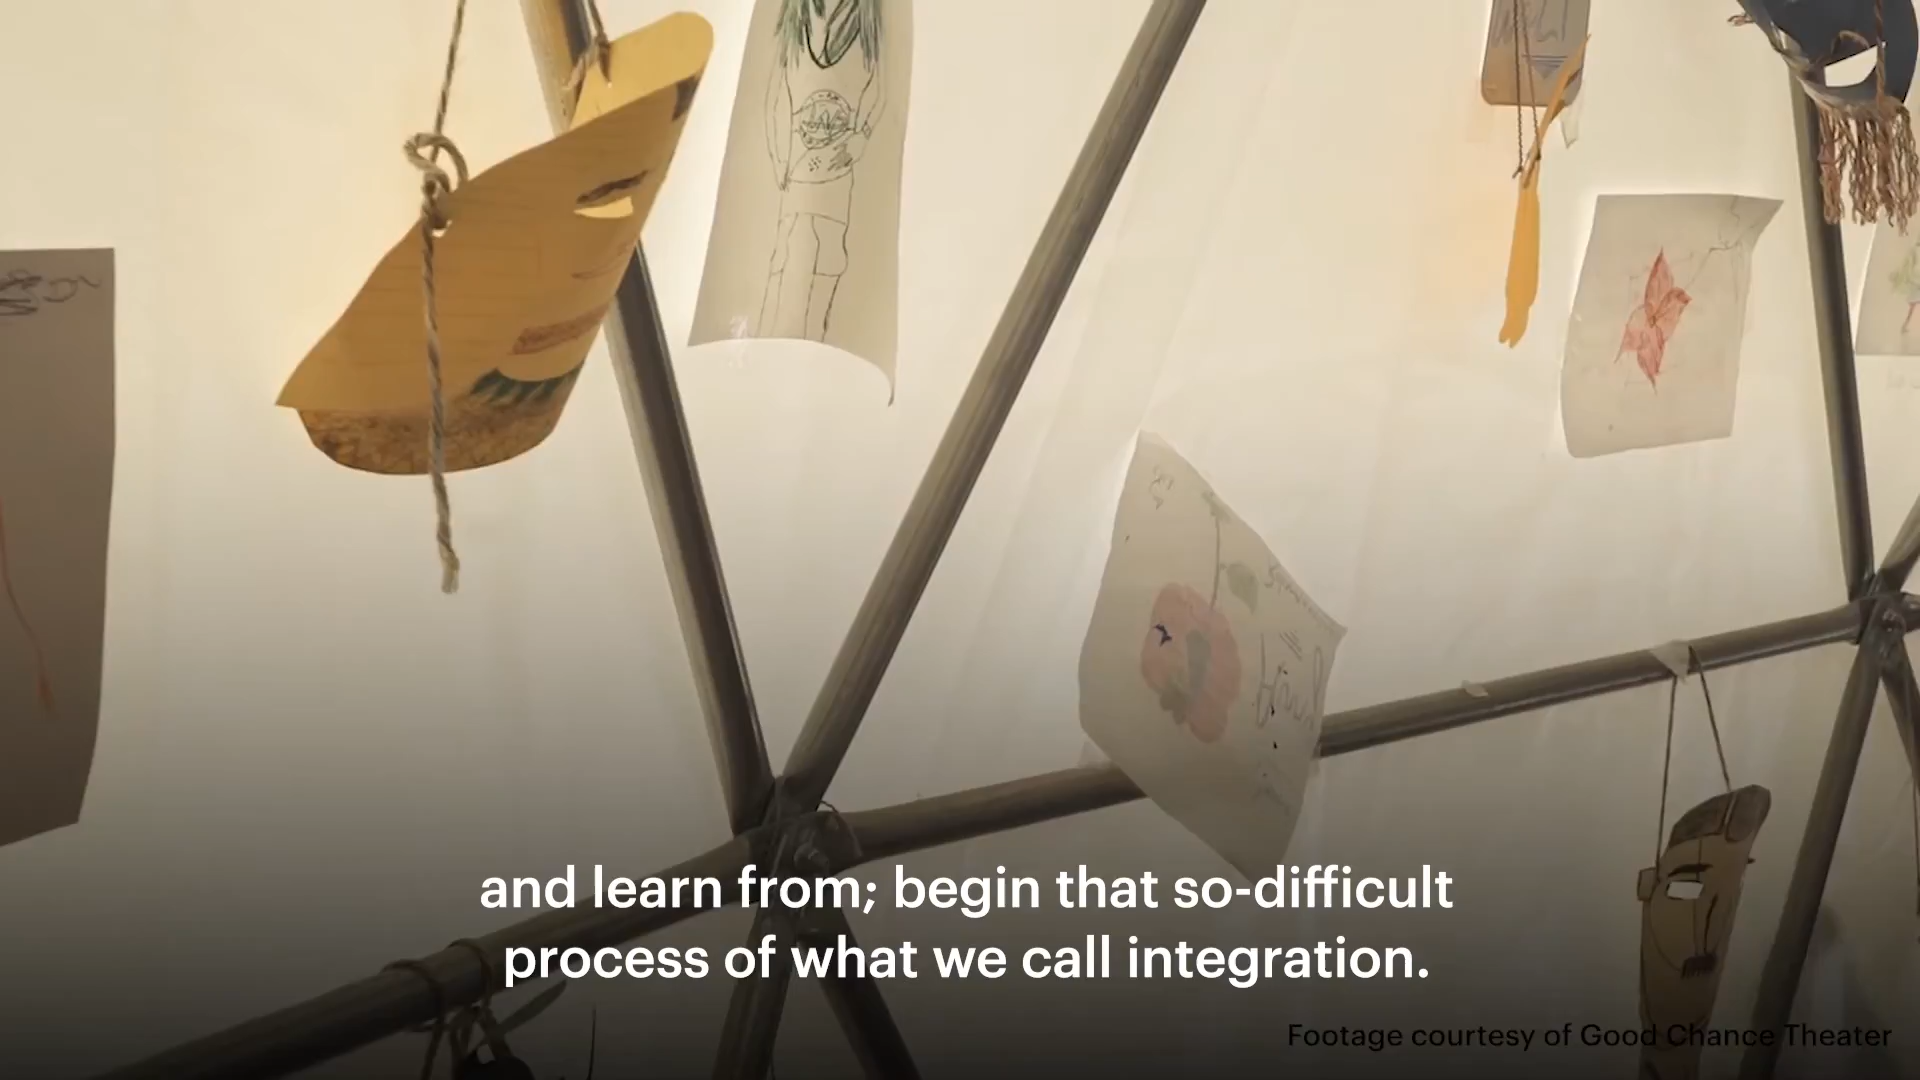 and learn from; begin that so-difficult
process of what we call integration.
Footage courtesy of Good Chance Theater